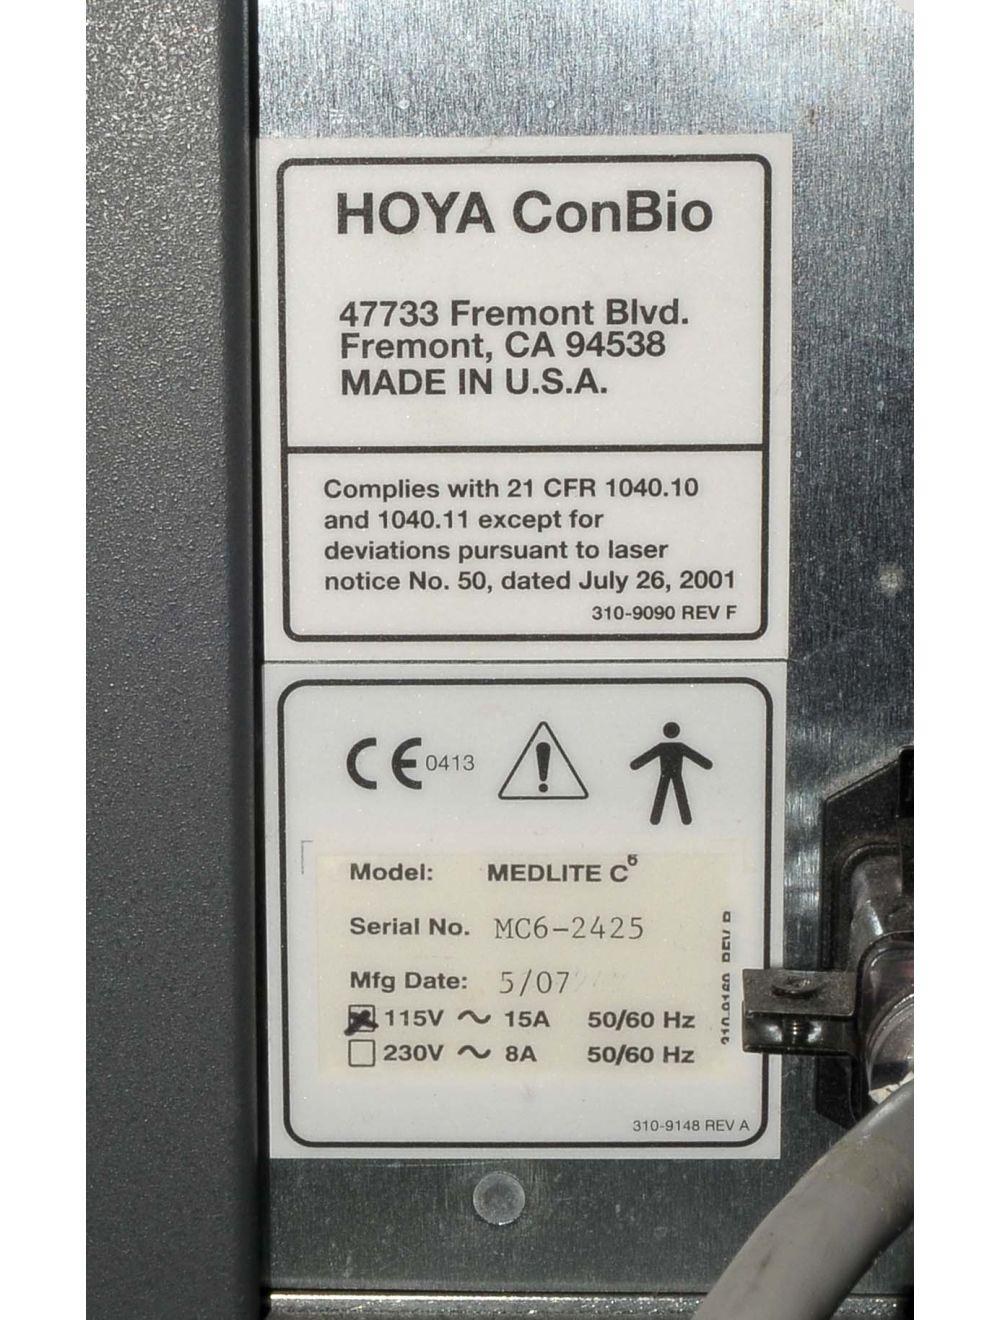 HOYA ConBio
47733 Fremont Blvd.
Fremont, CA 94538
MADE IN U.S.A.
Complies with 21 CFR 1040.10
and 1040.11 except for
deviations pursuant to laser
notice No. 50, dated July 26, 2001
310-9090 REV F
CE 0413
Model: MEDLITE C⁶
Serial No. MC6-2425
Mfg Date: 5/07
115V ~ 15A 50/60 Hz
230V ~ 8A 50/60 Hz
310-9148 REV A